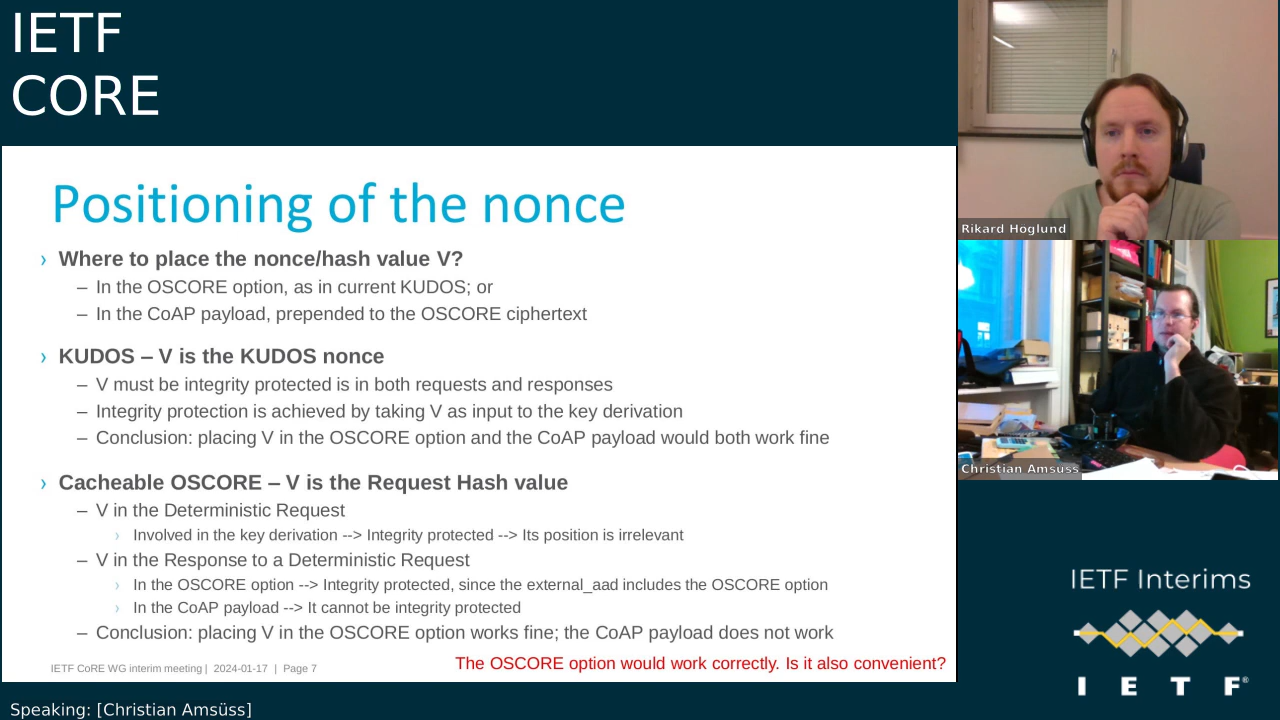 IETF
CORE
Positioning of the nonce
› Where to place the nonce/hash value V?
– In the OSCORE option, as in current KUDOS; or
– In the CoAP payload, prepended to the OSCORE ciphertext
› KUDOS – V is the KUDOS nonce
– V must be integrity protected is in both requests and responses
– Integrity protection is achieved by taking V as input to the key derivation
– Conclusion: placing V in the OSCORE option and the CoAP payload would both work fine
› Cacheable OSCORE – V is the Request Hash value
– V in the Deterministic Request
› Involved in the key derivation --> Integrity protected --> Its position is irrelevant
– V in the Response to a Deterministic Request
› In the OSCORE option --> Integrity protected, since the external_aad includes the OSCORE option
› In the CoAP payload --> It cannot be integrity protected
– Conclusion: placing V in the OSCORE option works fine; the CoAP payload does not work
The OSCORE option would work correctly. Is it also convenient?
IETF CoRE WG interim meeting | 2024-01-17 | Page 7
Speaking: [Christian Amsüss]
Rikard Hoglund
Christian Amsüss
IETF Interims
I E T F®